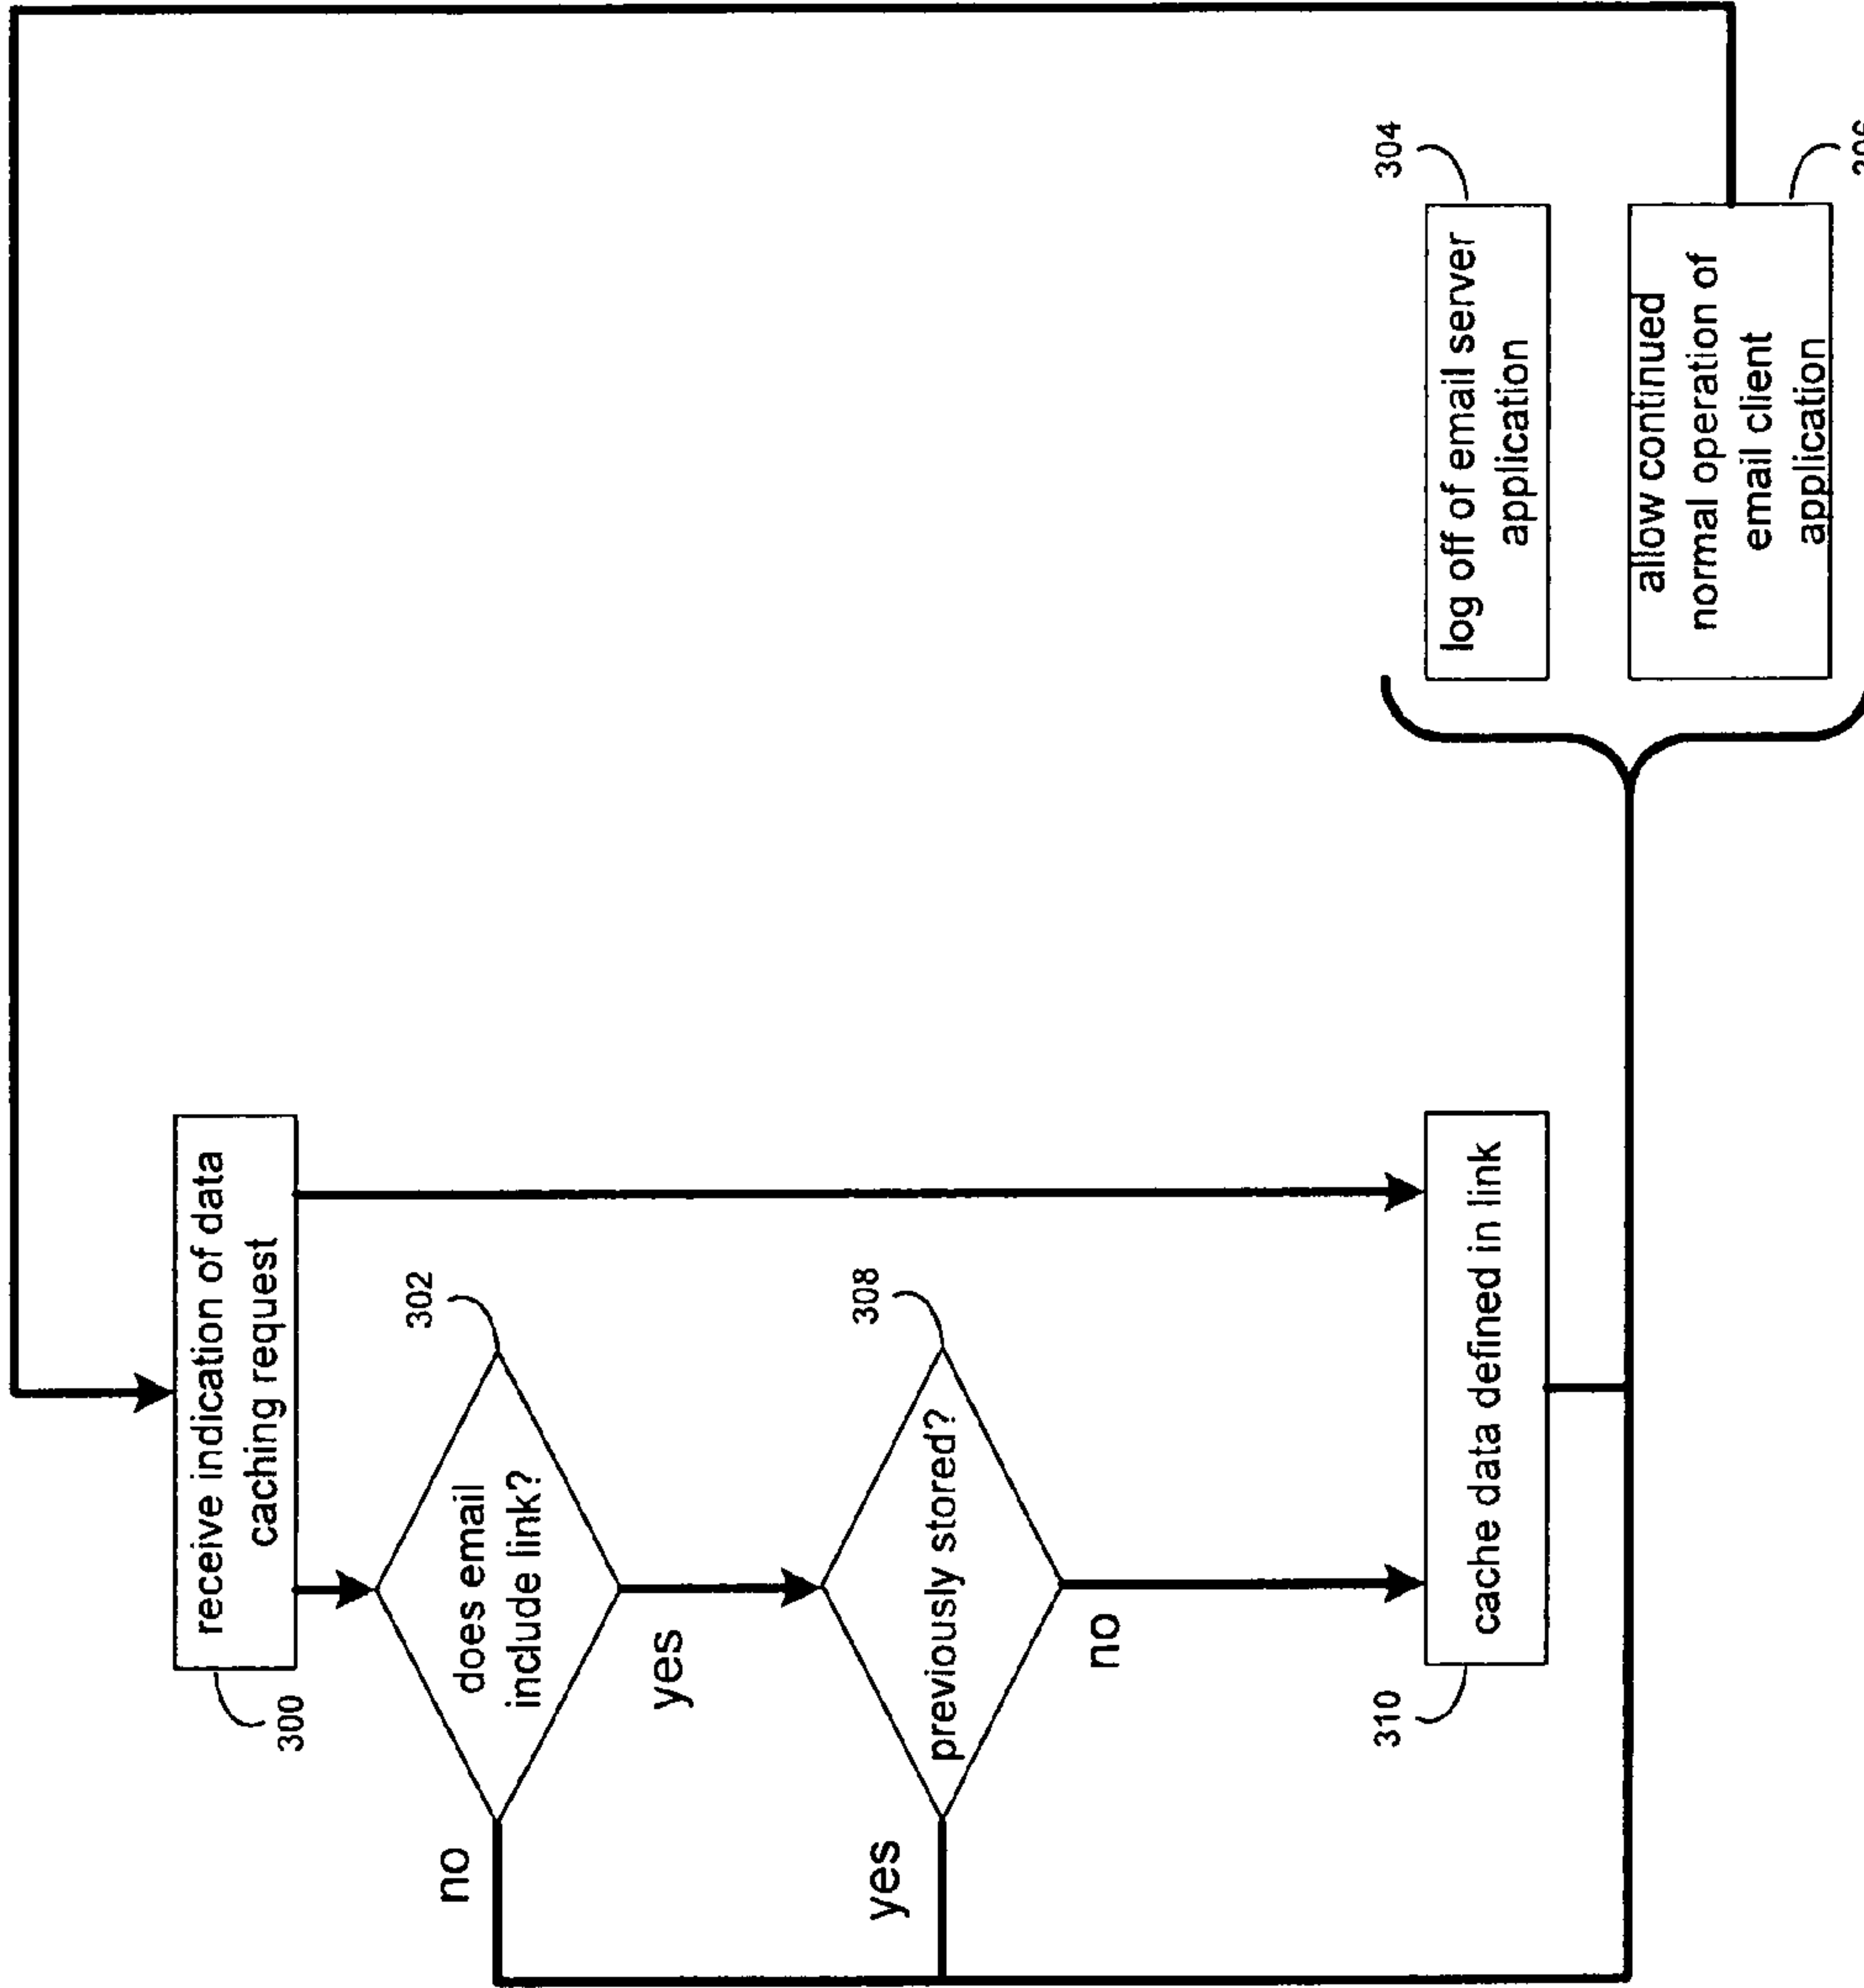 receive indication of data
caching request
300
does email
include link?
302
no
yes
previously stored?
308
yes
no
cache data defined in link
310
log off of email server
application
304
allow continued
normal operation of
email client
application